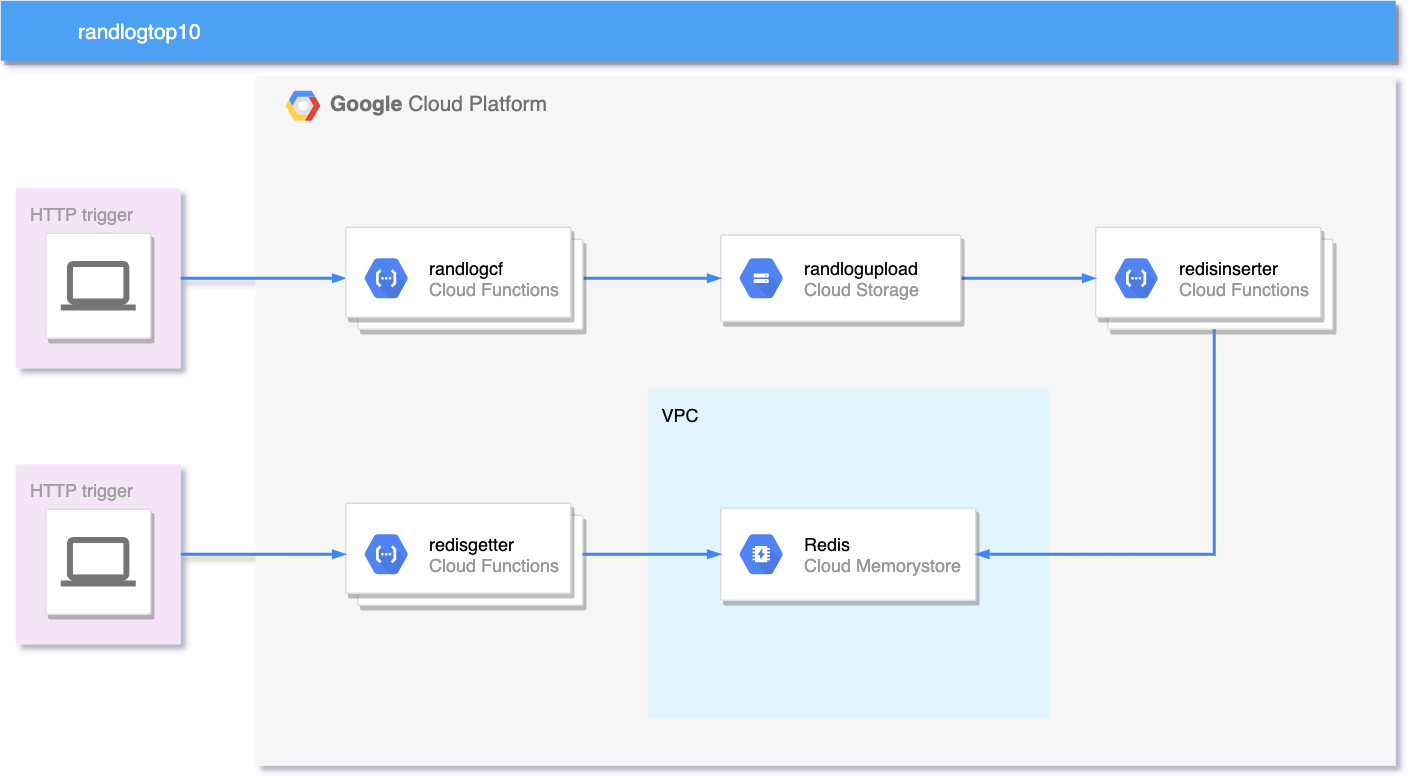 randlogtop10
Google Cloud Platform
HTTP trigger
randlogcf
Cloud Functions
randlogupload
Cloud Storage
redisinserter
Cloud Functions
VPC
HTTP trigger
redisgetter
Cloud Functions
Redis
Cloud Memorystore